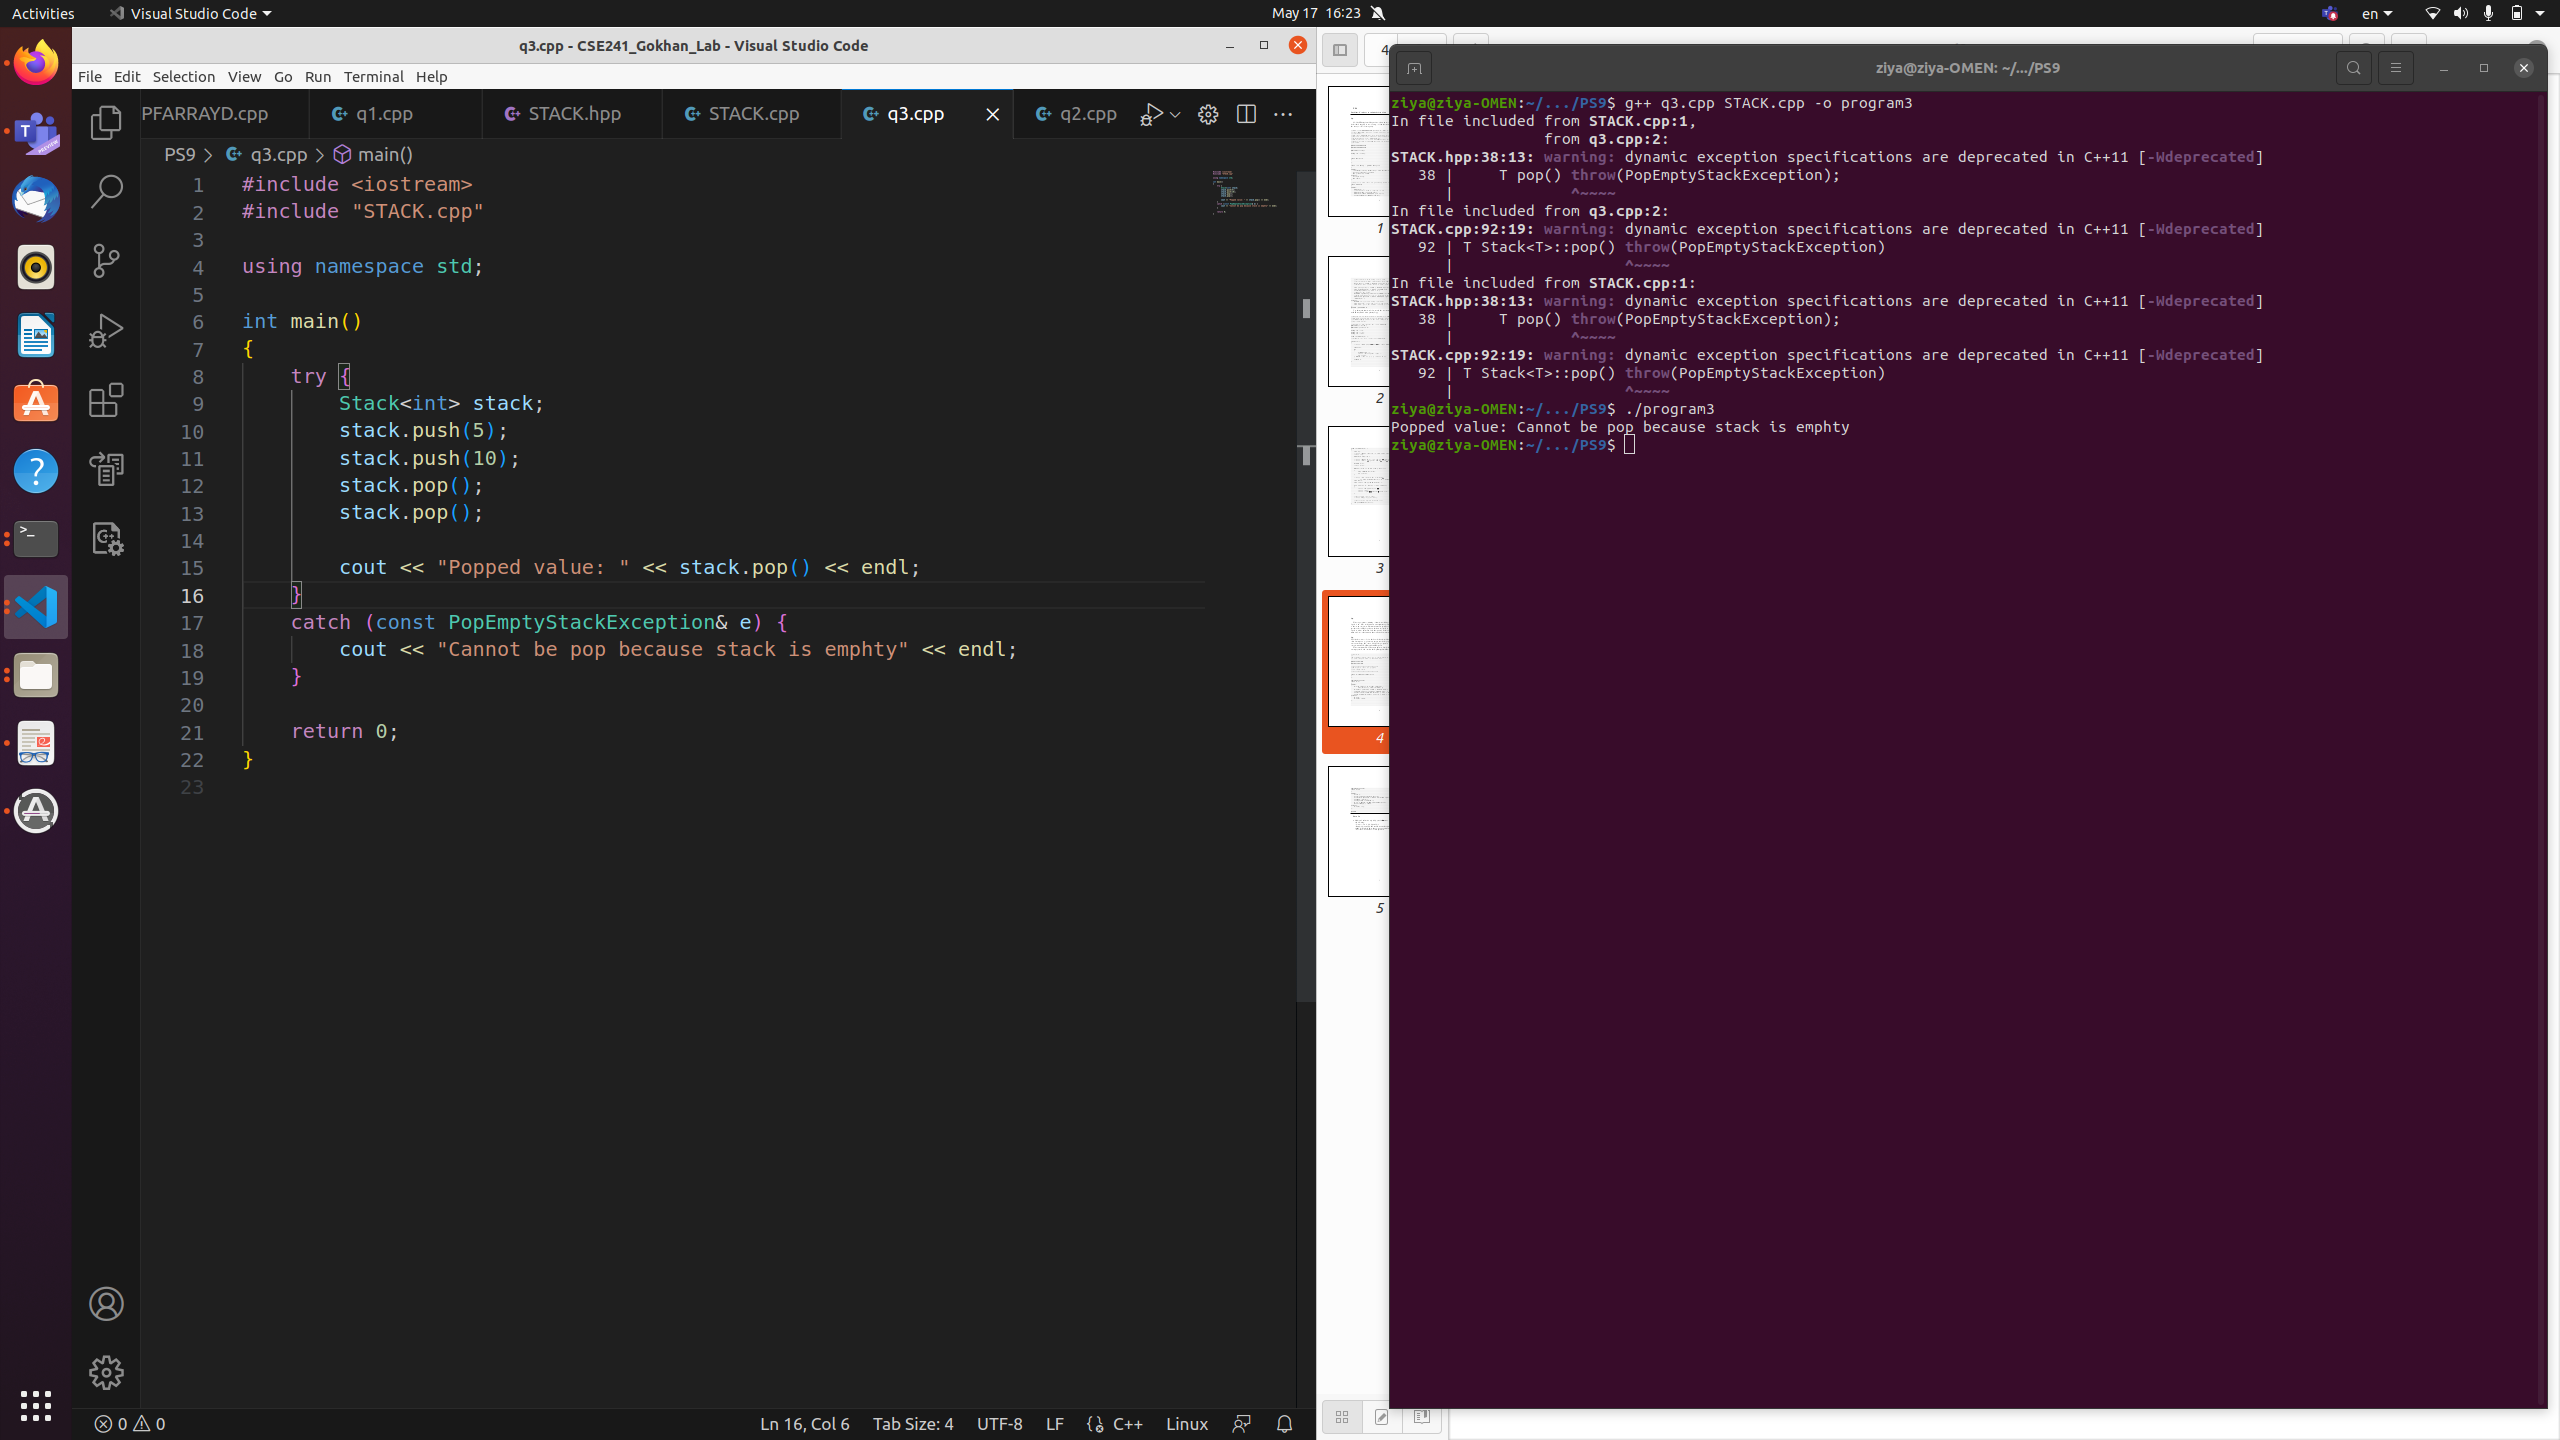 Activities
Visual Studio Code
May 17 16:23
en
q3.cpp - CSE241_Gokhan_Lab - Visual Studio Code
File Edit Selection View Go Run Terminal Help
PFARRAYD.cpp
q1.cpp
STACK.hpp
STACK.cpp
q3.cpp
q2.cpp
PS9 > q3.cpp > main()
1 #include <iostream>
2 #include "STACK.cpp"
3
4 using namespace std;
5
6 int main()
7 {
8     try {
9         Stack<int> stack;
10         stack.push(5);
11         stack.push(10);
12         stack.pop();
13         stack.pop();
14
15         cout << "Popped value: " << stack.pop() << endl;
16     }
17     catch (const PopEmptyStackException& e) {
18         cout << "Cannot be pop because stack is emphty" << endl;
19     }
20
21     return 0;
22 }
23
0 0
Ln 16, Col 6
Tab Size: 4
UTF-8
LF
C++
Linux
4
1
2
3
4
5
ziya@ziya-OMEN: ~/.../PS9
ziya@ziya-OMEN:~/.../PS9$ g++ q3.cpp STACK.cpp -o program3
In file included from STACK.cpp:1,
                 from q3.cpp:2:
STACK.hpp:38:13: warning: dynamic exception specifications are deprecated in C++11 [-Wdeprecated]
   38 |     T pop() throw(PopEmptyStackException);
      |             ^~~~~
In file included from q3.cpp:2:
STACK.cpp:92:19: warning: dynamic exception specifications are deprecated in C++11 [-Wdeprecated]
   92 | T Stack<T>::pop() throw(PopEmptyStackException)
      |                   ^~~~~
In file included from STACK.cpp:1:
STACK.hpp:38:13: warning: dynamic exception specifications are deprecated in C++11 [-Wdeprecated]
   38 |     T pop() throw(PopEmptyStackException);
      |             ^~~~~
STACK.cpp:92:19: warning: dynamic exception specifications are deprecated in C++11 [-Wdeprecated]
   92 | T Stack<T>::pop() throw(PopEmptyStackException)
      |                   ^~~~~
ziya@ziya-OMEN:~/.../PS9$ ./program3
Popped value: Cannot be pop because stack is emphty
ziya@ziya-OMEN:~/.../PS9$